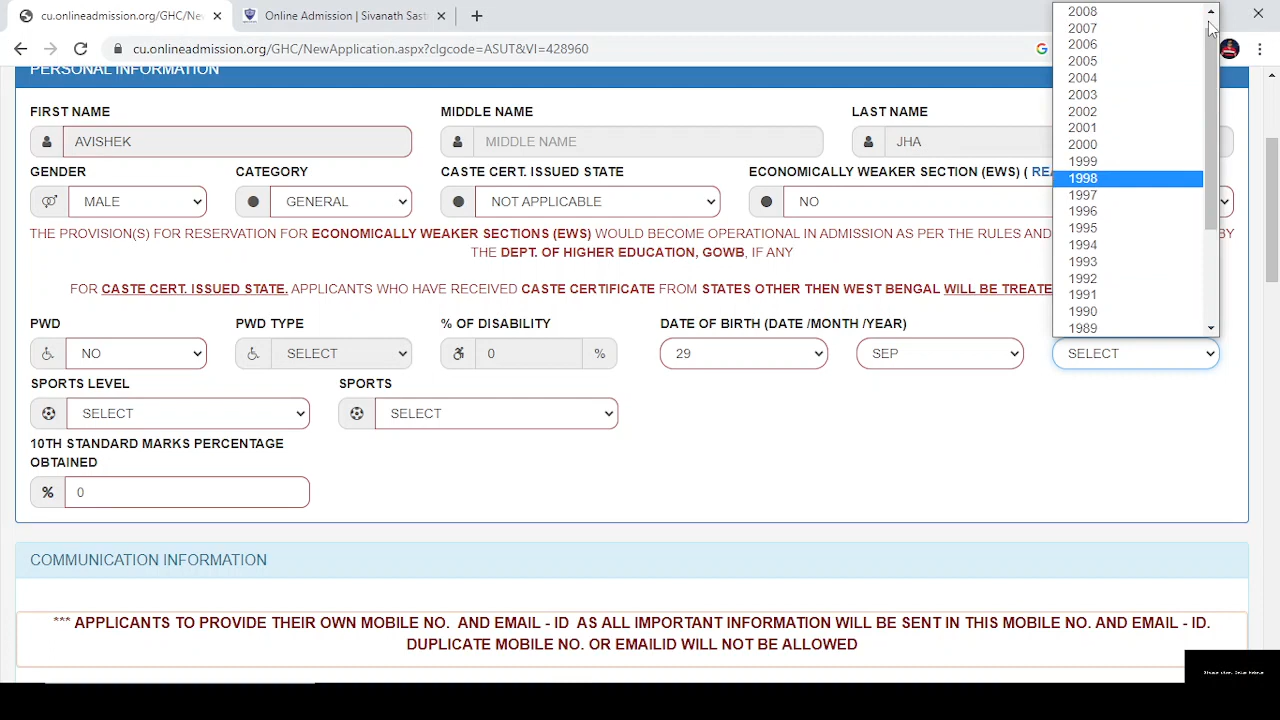 cu.onlineadmission.org/GHC/Ne
Online Admission | Sivanath Sast
cu.onlineadmission.org/GHC/NewApplication.aspx?clgcode=ASUT&VI=428960
PERSONAL INFORMATION
FIRST NAME MIDDLE NAME LAST NAME
AVISHEK MIDDLE NAME JHA
GENDER CATEGORY CASTE CERT. ISSUED STATE ECONOMICALLY WEAKER SECTION (EWS) ( REA
MALE GENERAL NOT APPLICABLE NO
THE PROVISION(S) FOR RESERVATION FOR ECONOMICALLY WEAKER SECTIONS (EWS) WOULD BECOME OPERATIONAL IN ADMISSION AS PER THE RULES AND BY
THE DEPT. OF HIGHER EDUCATION, GOWB, IF ANY
FOR CASTE CERT. ISSUED STATE, APPLICANTS WHO HAVE RECEIVED CASTE CERTIFICATE FROM STATES OTHER THEN WEST BENGAL WILL BE TREATE
PWD PWD TYPE % OF DISABILITY DATE OF BIRTH (DATE /MONTH /YEAR)
NO SELECT 0 % 29 SEP SELECT
2008
2007
2006
2005
2004
2003
2002
2001
2000
1999
1998
1997
1996
1995
1994
1993
1992
1991
1990
1989
SPORTS LEVEL SPORTS
SELECT SELECT
10TH STANDARD MARKS PERCENTAGE
OBTAINED
% 0
COMMUNICATION INFORMATION
*** APPLICANTS TO PROVIDE THEIR OWN MOBILE NO. AND EMAIL - ID AS ALL IMPORTANT INFORMATION WILL BE SENT IN THIS MOBILE NO. AND EMAIL - ID.
DUPLICATE MOBILE NO. OR EMAILID WILL NOT BE ALLOWED